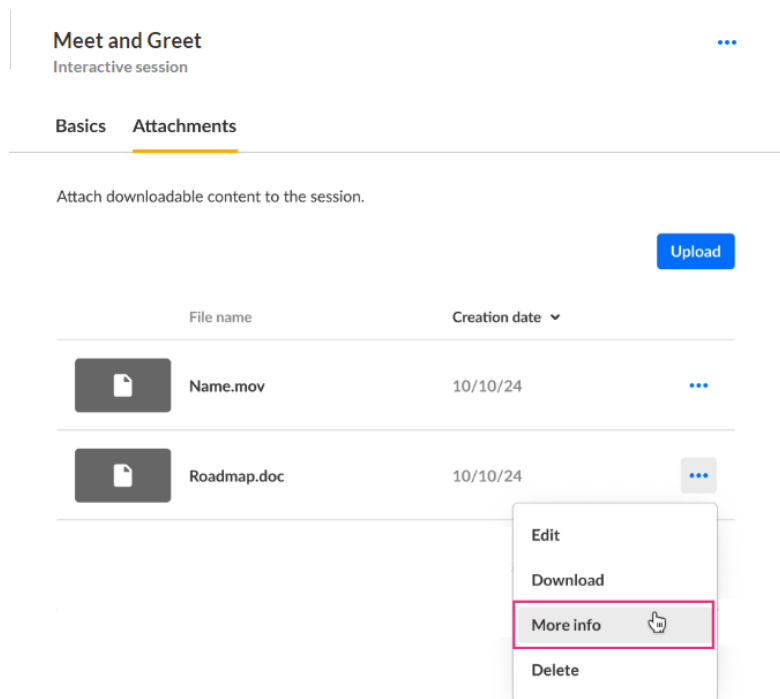 Meet and Greet
Interactive session
Basics Attachments
Attach downloadable content to the session.
Upload
File name Creation date
Name.mov 10/10/24
Roadmap.doc 10/10/24
Edit
Download
More info
Delete